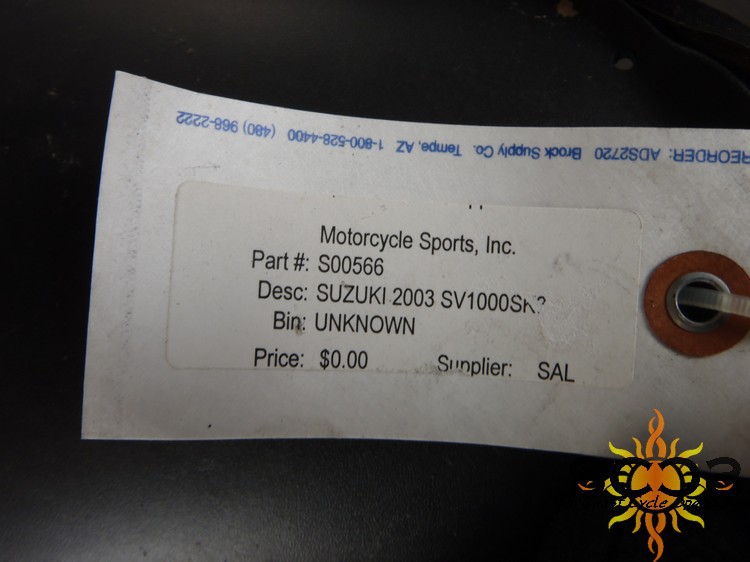 REORDER: ADS2720 Brock Supply Co. Tempe, AZ 1-800-528-4400 (480) 968-2222
Motorcycle Sports, Inc.
Part #: S00566
Desc: SUZUKI 2003 SV1000SK3
Bin: UNKNOWN
Price: $0.00 Supplier: SAL